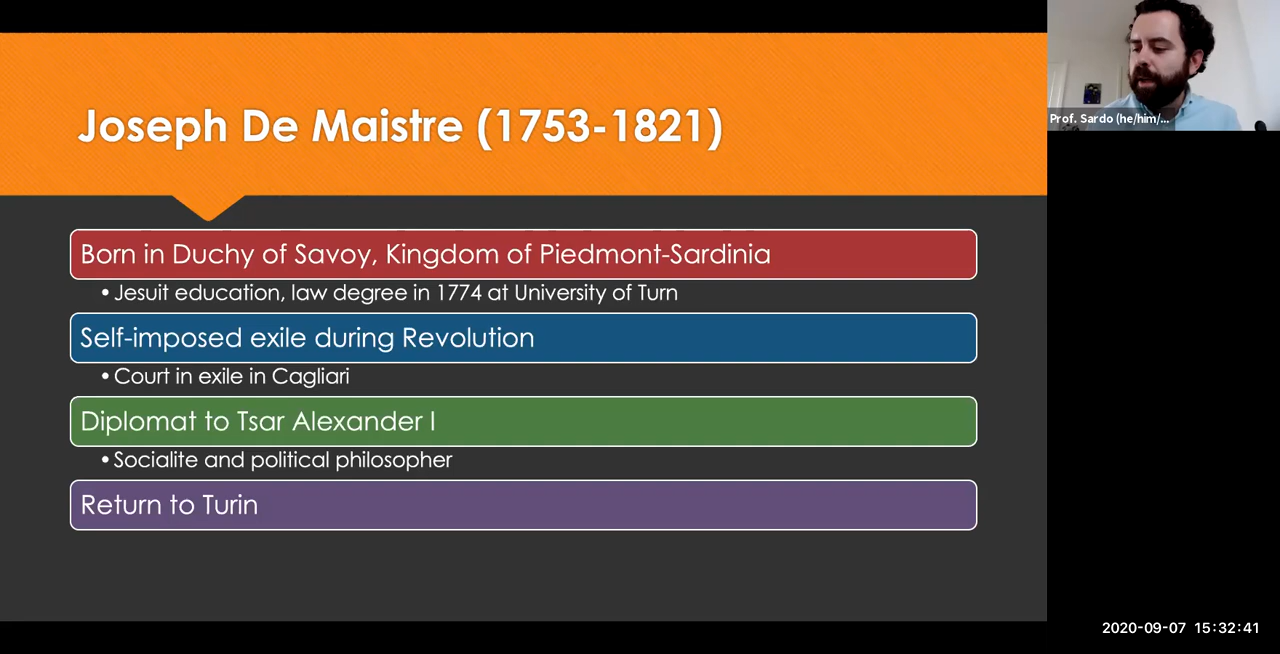 Joseph De Maistre (1753-1821)
Born in Duchy of Savoy, Kingdom of Piedmont-Sardinia
• Jesuit education, law degree in 1774 at University of Turn
Self-imposed exile during Revolution
• Court in exile in Cagliari
Diplomat to Tsar Alexander I
• Socialite and political philosopher
Return to Turin
Prof. Sardo (he/him/...
2020-09-07 15:32:41